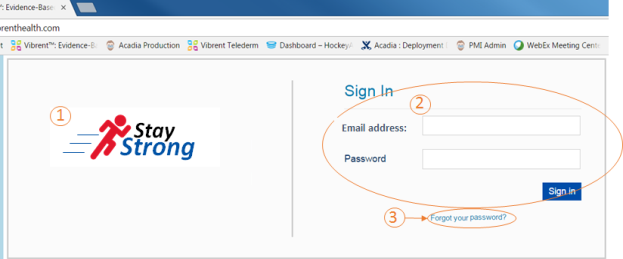 : Evidence-Base
renthealth.com
Vibrent™: Evidence-B
Acadia Production
Vibrent Telederm
Dashboard – Hockey
Acadia : Deployment
PMI Admin
WebEx Meeting Cent
Sign In
1
2
Stay
Strong
Email address:
Password
Sign in
3
Forgot your password?